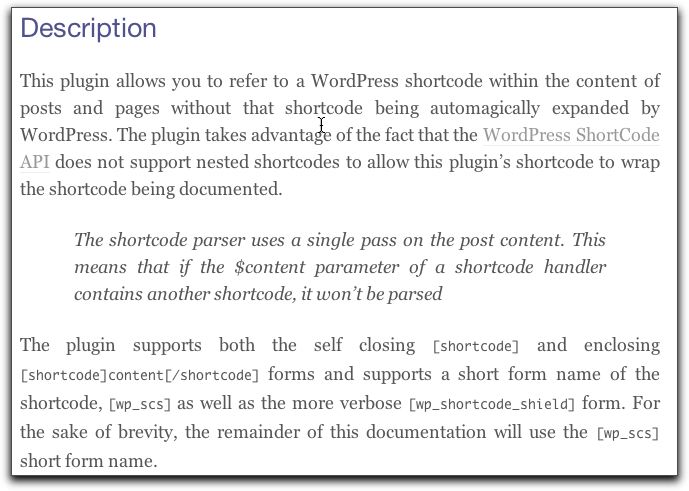 Description
This plugin allows you to refer to a WordPress shortcode within the content of
posts and pages without that shortcode being automagically expanded by
WordPress. The plugin takes advantage of the fact that the WordPress ShortCode
API does not support nested shortcodes to allow this plugin’s shortcode to wrap
the shortcode being documented.
The shortcode parser uses a single pass on the post content. This
means that if the $content parameter of a shortcode handler
contains another shortcode, it won’t be parsed
The plugin supports both the self closing [shortcode] and enclosing
[shortcode]content[/shortcode] forms and supports a short form name of the
shortcode, [wp_scs] as well as the more verbose [wp_shortcode_shield] form. For
the sake of brevity, the remainder of this documentation will use the [wp_scs]
short form name.